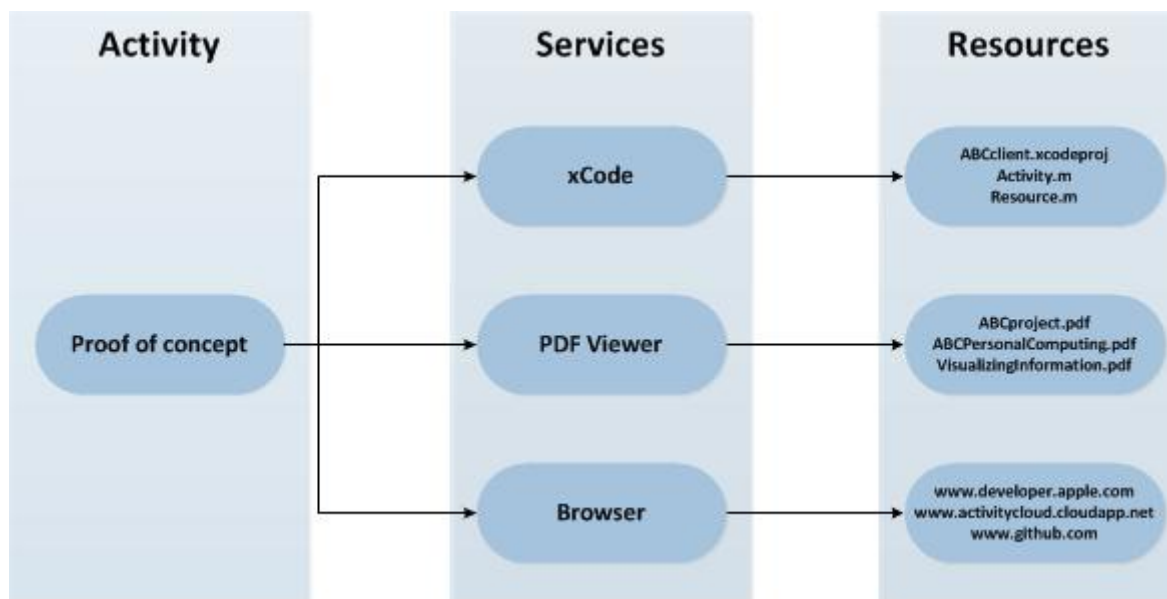 Activity
Services
Resources
xCode
ABCclient.xcodeproj
Activity.m
Resource.m
Proof of concept
PDF Viewer
ABCproject.pdf
ABCPersonalComputing.pdf
VisualizingInformation.pdf
Browser
www.developer.apple.com
www.activitycloud.cloudapp.net
www.github.com